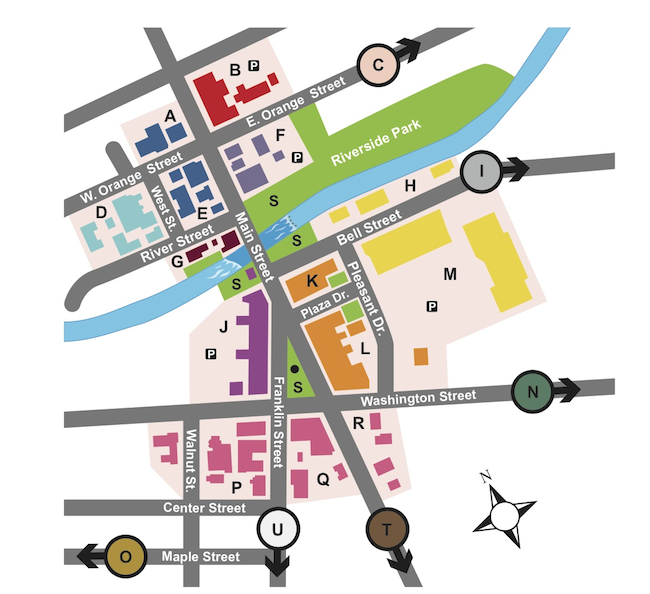 B P
C
E. Orange Street
A
F
P
Riverside Park
W. Orange Street
I
H
D
West St.
E
S
Main Street
Bell Street
River Street
S
G
S
K
Pleasant Dr.
M
Plaza Dr.
P
J
P
L
S
Franklin Street
Washington Street
N
R
Walnut St.
P
Q
N
Center Street
U
T
O
Maple Street